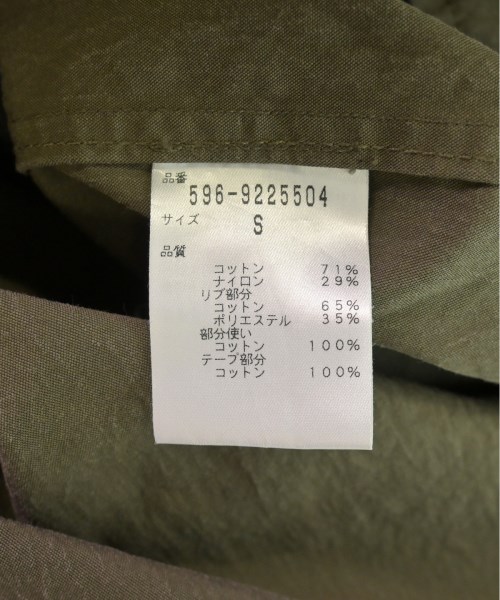 品番
596-9225504
サイズ
S
品質
コットン 71%
ナイロン 29%
リブ部分
コットン 65%
ポリエステル 35%
部分使い
コットン 100%
テープ部分
コットン 100%